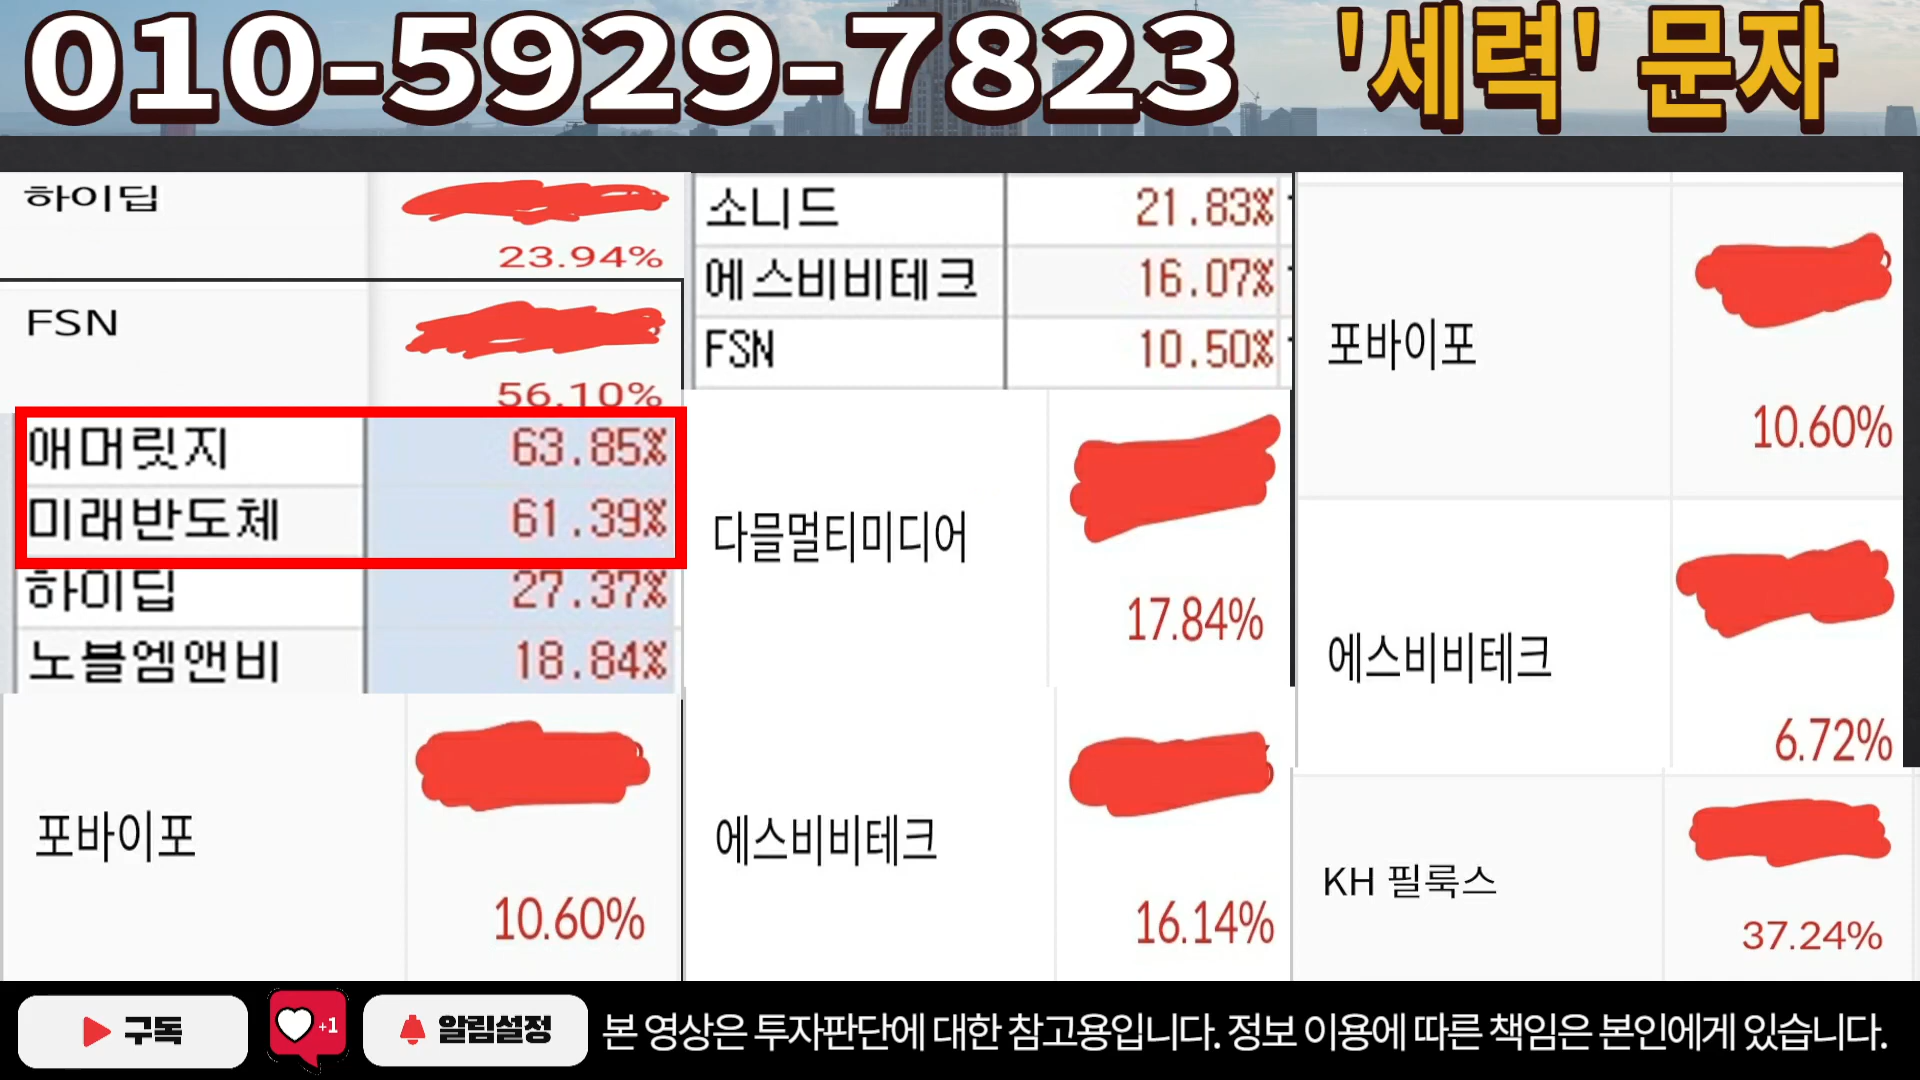 010-5929-7823 '세력' 문자
하이딥
23.94%
FSN
56.10%
애머릿지 63.85%
미래반도체 61.39%
하이딥 27.37%
노블엠앤비 18.84%
포바이포
10.60%
소니드 21.83%
에스비비테크 16.07%
FSN 10.50%
다믈멀티미디어
17.84%
에스비비테크
16.14%
포바이포
10.60%
에스비비테크
6.72%
KH 필룩스
37.24%
구독 +1 알림설정 본 영상은 투자판단에 대한 참고용입니다. 정보 이용에 따른 책임은 본인에게 있습니다.